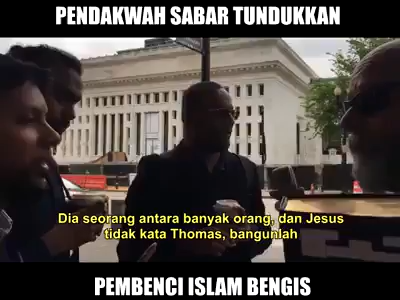 PENDAKWAH SABAR TUNDUKKAN
Dia seorang antara banyak orang, dan Jesus
tidak kata Thomas, bangunlah
PEMBENCI ISLAM BENGIS